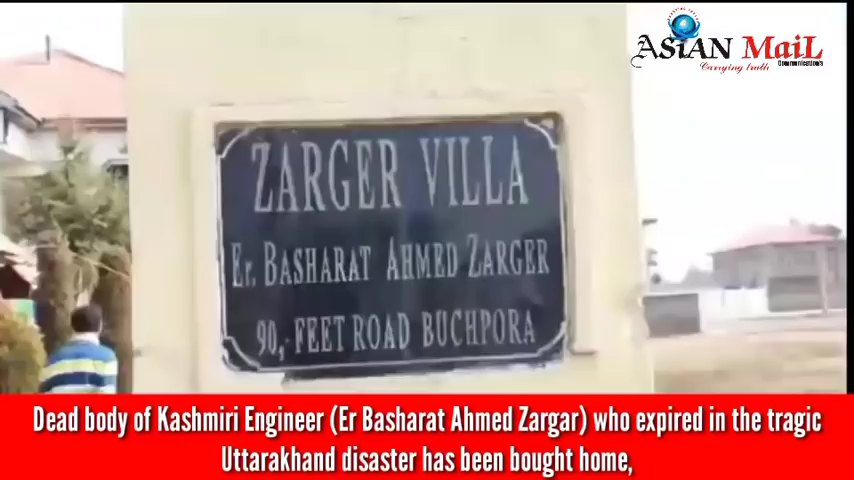 ASIAN MAIL
Carrying truth
Communication's
ZARGER VILLA
Er. BASHARAT AHMED ZARGER
90,- FEET ROAD BUCHPORA
Dead body of Kashmiri Engineer (Er Basharat Ahmed Zargar) who expired in the tragic
Uttarakhand disaster has been bought home,